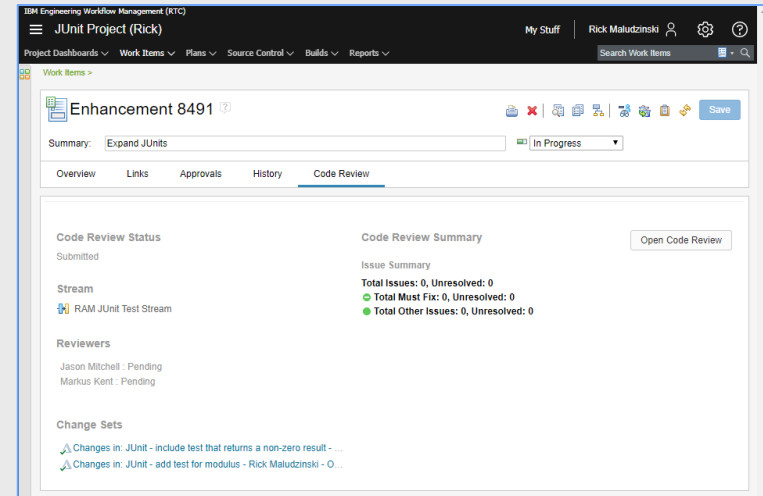 IBM Engineering Workflow Management (RTC)
JUnit Project (Rick)
My Stuff
Rick Maludzinski
Project Dashboards
Work Items
Plans
Source Control
Builds
Reports
Search Work Items
Work Items >
Enhancement 8491
Save
Summary: Expand JUnits
In Progress
Overview
Links
Approvals
History
Code Review
Code Review Status
Submitted
Stream
RAM JUnit Test Stream
Reviewers
Jason Mitchell : Pending
Markus Kent : Pending
Change Sets
Changes in: JUnit - include test that returns a non-zero result - ...
Changes in: JUnit - add test for modulus - Rick Maludzinski - O...
Code Review Summary
Issue Summary
Total Issues: 0, Unresolved: 0
Total Must Fix: 0, Unresolved: 0
Total Other Issues: 0, Unresolved: 0
Open Code Review